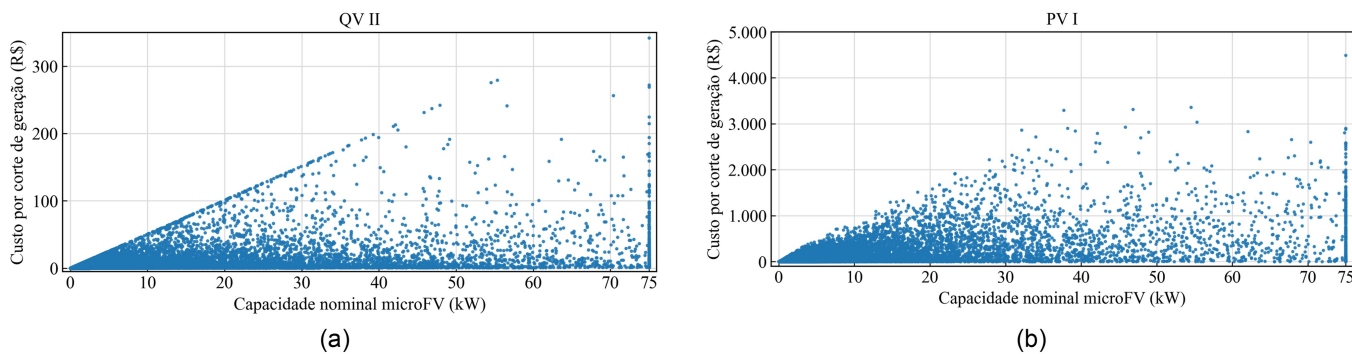 QV II
Custo por corte de geração (R$)
300
200
100
0
0 10 20 30 40 50 60 70 75
Capacidade nominal microFV (kW)
(a)
PV I
Custo por corte de geração (R$)
5.000
4.000
3.000
2.000
1.000
0
0 10 20 30 40 50 60 70 75
Capacidade nominal microFV (kW)
(b)